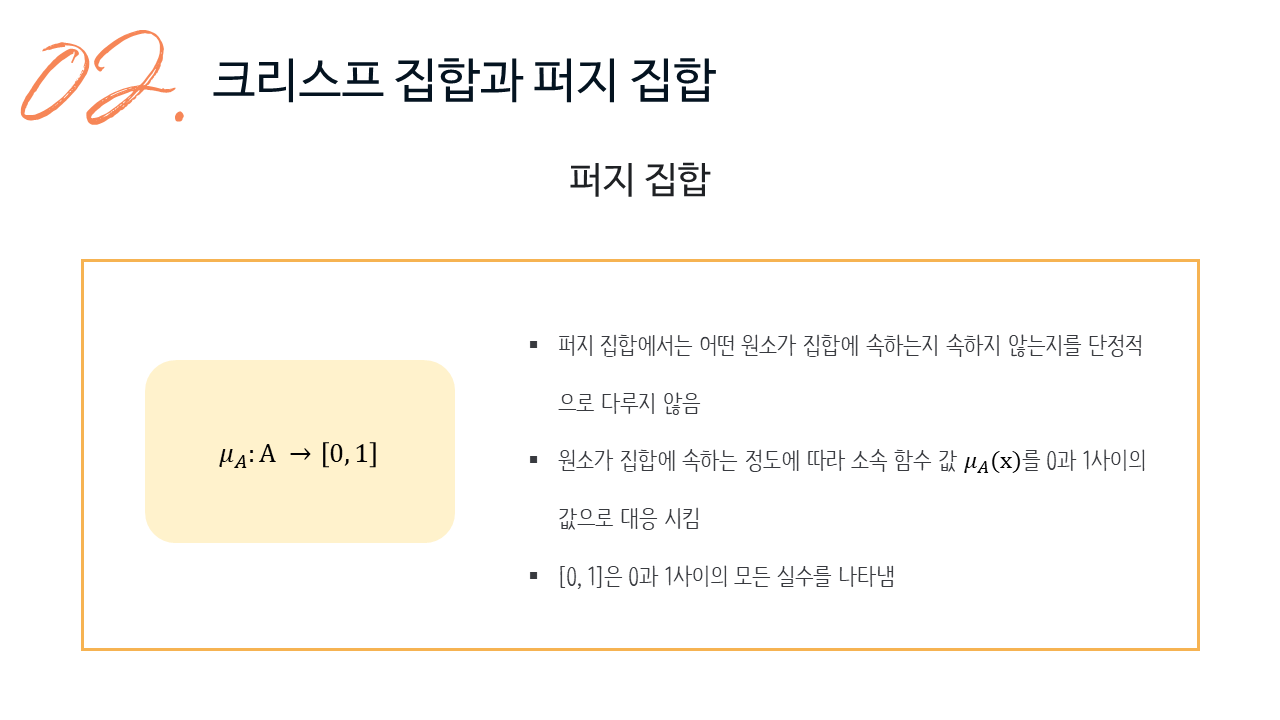 02. 크리스프 집합과 퍼지 집합
퍼지 집합
μ_A: A → [0, 1]
▪ 퍼지 집합에서는 어떤 원소가 집합에 속하는지 속하지 않는지를 단정적
으로 다루지 않음
▪ 원소가 집합에 속하는 정도에 따라 소속 함수 값 μ_A(x)를 0과 1사이의
값으로 대응 시킴
▪ [0, 1]은 0과 1사이의 모든 실수를 나타냄